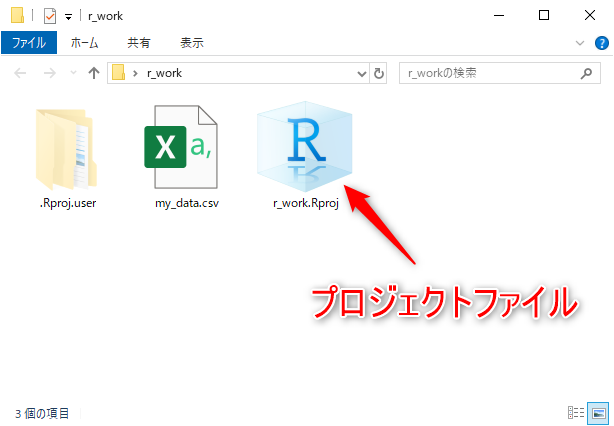 r_work
ファイル ホーム 共有 表示
r_work r_workの検索
X a,
R
.Rproj.user my_data.csv r_work.Rproj
プロジェクトファイル
3 個の項目